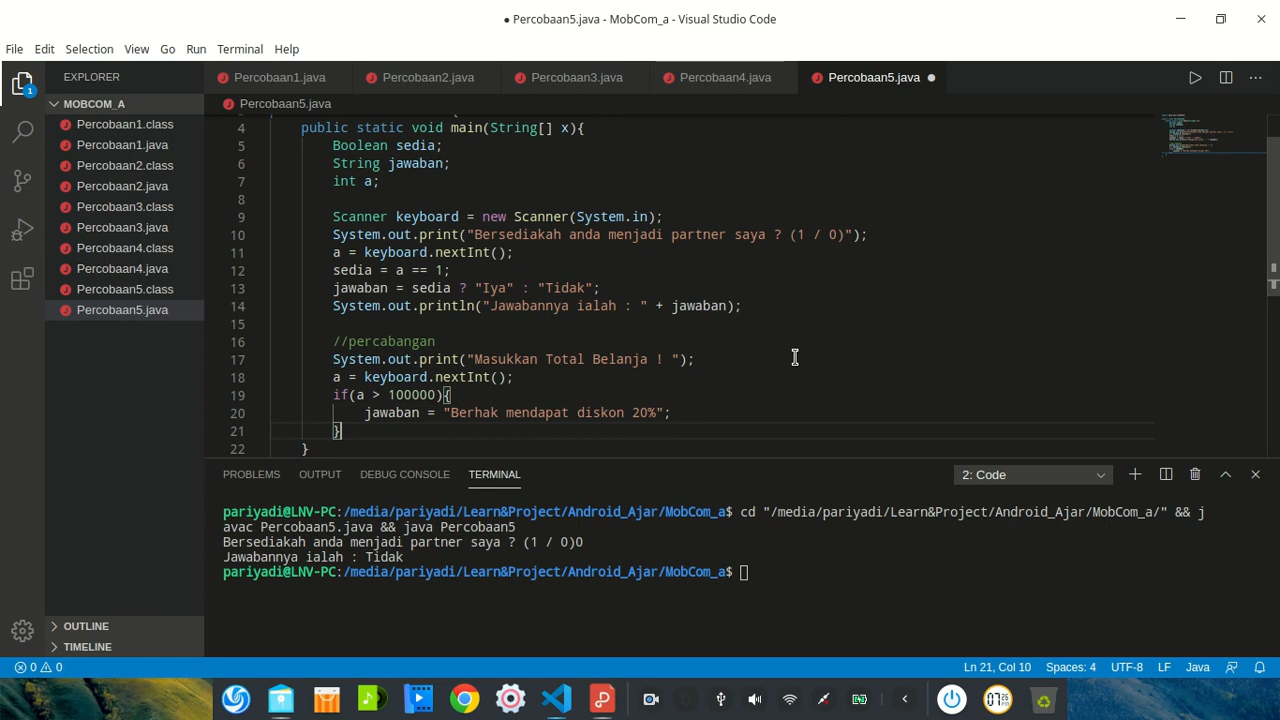 ● Percobaan5.java - MobCom_a - Visual Studio Code
File Edit Selection View Go Run Terminal Help
1
EXPLORER
MOBCOM_A
Percobaan1.class
Percobaan1.java
Percobaan2.class
Percobaan2.java
Percobaan3.class
Percobaan3.java
Percobaan4.class
Percobaan4.java
Percobaan5.class
Percobaan5.java
OUTLINE
TIMELINE
Percobaan1.java Percobaan2.java Percobaan3.java Percobaan4.java Percobaan5.java
Percobaan5.java
4 public static void main(String[] x){
5 Boolean sedia;
6 String jawaban;
7 int a;
8
9 Scanner keyboard = new Scanner(System.in);
10 System.out.print("Bersediakah anda menjadi partner saya ? (1 / 0)");
11 a = keyboard.nextInt();
12 sedia = a == 1;
13 jawaban = sedia ? "Iya" : "Tidak";
14 System.out.println("Jawabannya ialah : " + jawaban);
15
16 //percabangan
17 System.out.print("Masukkan Total Belanja ! ");
18 a = keyboard.nextInt();
19 if(a > 100000){
20 jawaban = "Berhak mendapat diskon 20%";
21 }
22 }
PROBLEMS OUTPUT DEBUG CONSOLE TERMINAL 2: Code
pariyadi@LNV-PC:/media/pariyadi/Learn&Project/Android_Ajar/MobCom_a$ cd "/media/pariyadi/Learn&Project/Android_Ajar/MobCom_a/" && j
avac Percobaan5.java && java Percobaan5
Bersediakah anda menjadi partner saya ? (1 / 0)0
Jawabannya ialah : Tidak
pariyadi@LNV-PC:/media/pariyadi/Learn&Project/Android_Ajar/MobCom_a$
0 0 Ln 21, Col 10 Spaces: 4 UTF-8 LF Java